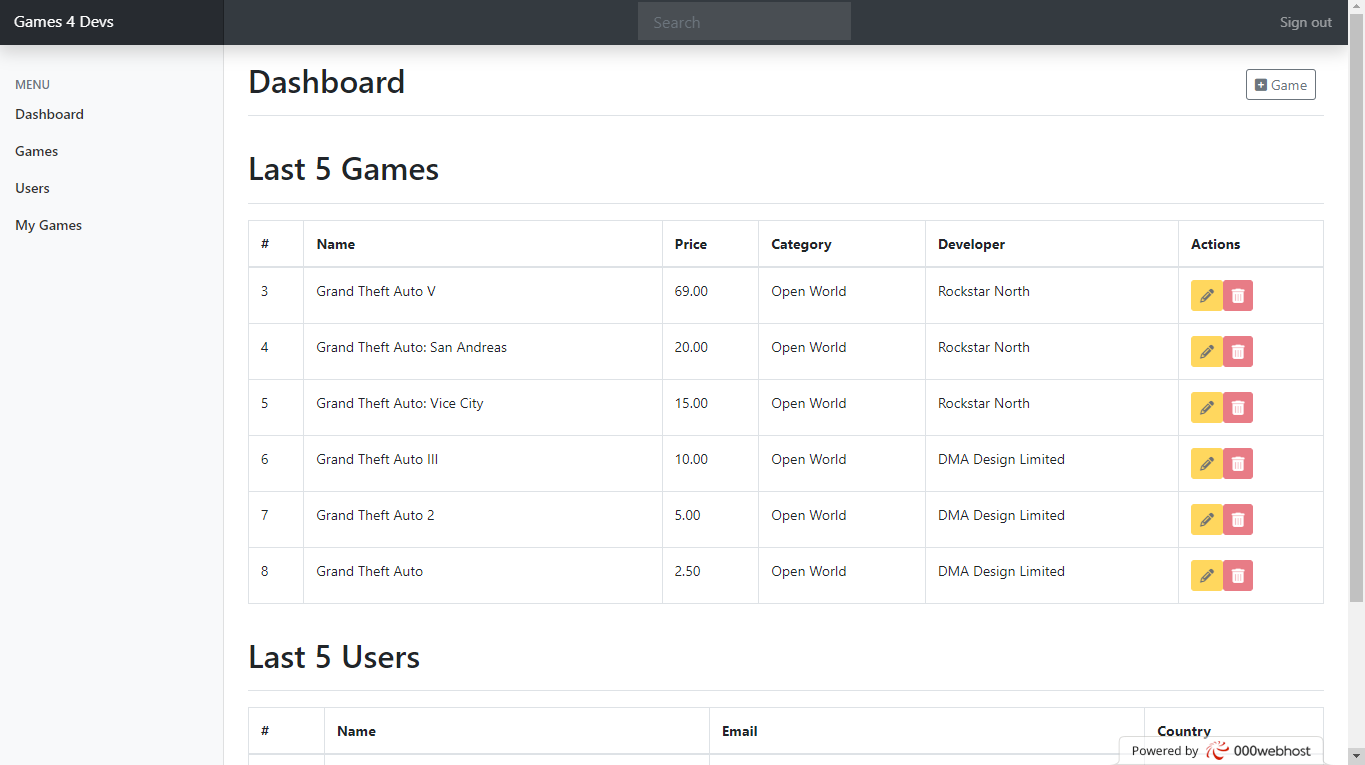 Games 4 Devs
Search
Sign out
MENU
Dashboard
Games
Users
My Games
Dashboard
Game
Last 5 Games
# Name Price Category Developer Actions
3 Grand Theft Auto V 69.00 Open World Rockstar North
4 Grand Theft Auto: San Andreas 20.00 Open World Rockstar North
5 Grand Theft Auto: Vice City 15.00 Open World Rockstar North
6 Grand Theft Auto III 10.00 Open World DMA Design Limited
7 Grand Theft Auto 2 5.00 Open World DMA Design Limited
8 Grand Theft Auto 2.50 Open World DMA Design Limited
Last 5 Users
# Name Email Country
Powered by 000webhost